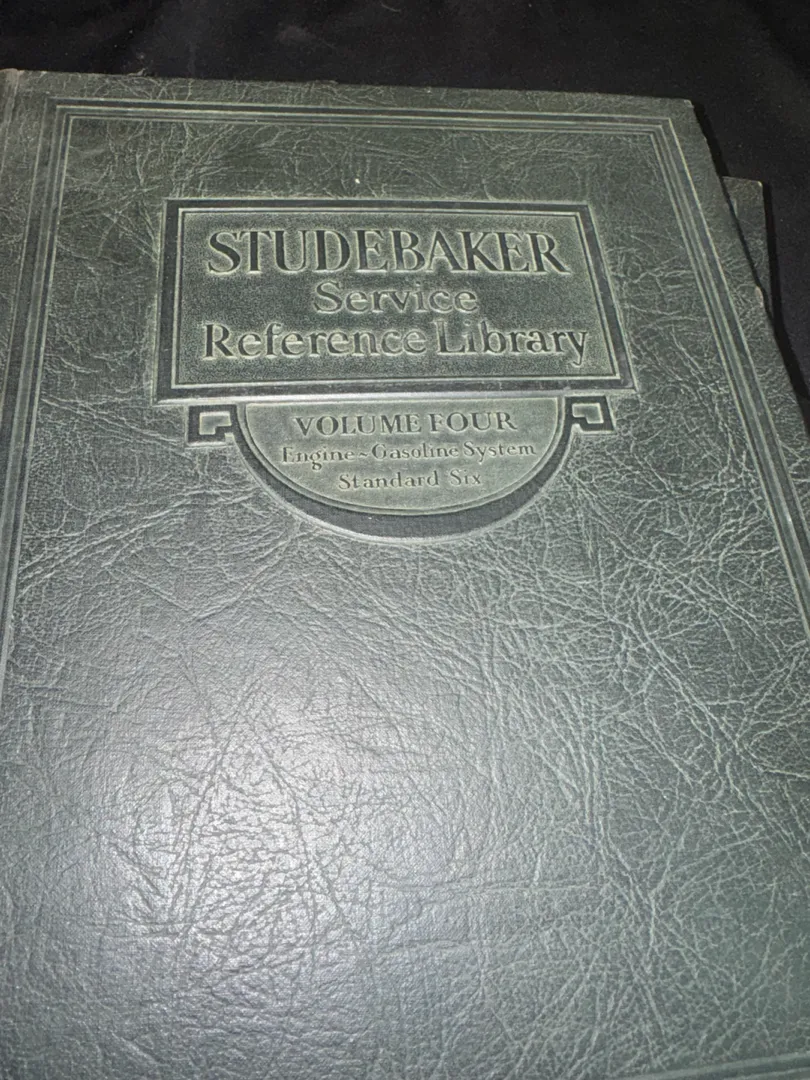 STUDEBAKER
Service
Reference Library
VOLUME FOUR
Engine ~ Gasoline System
Standard Six